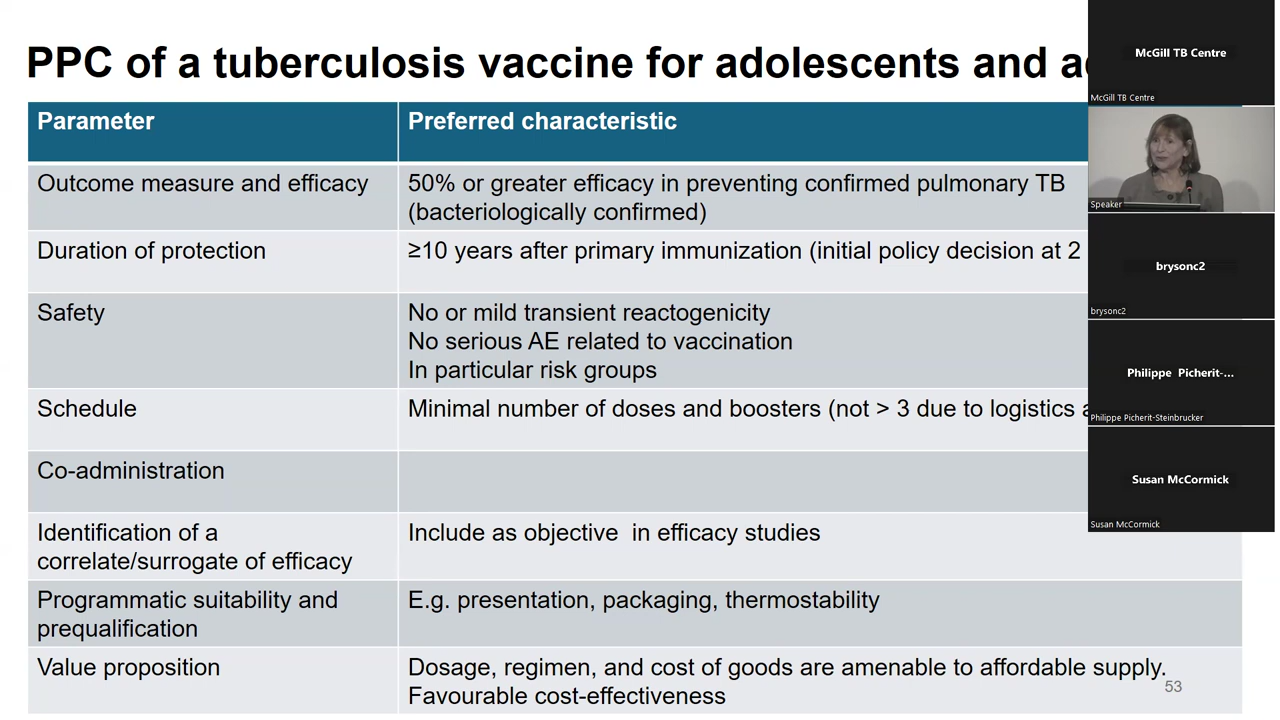 PPC of a tuberculosis vaccine for adolescents and
Parameter
Preferred characteristic
Outcome measure and efficacy
50% or greater efficacy in preventing confirmed pulmonary TB
(bacteriologically confirmed)
Duration of protection
≥10 years after primary immunization (initial policy decision at 2
Safety
No or mild transient reactogenicity
No serious AE related to vaccination
In particular risk groups
Schedule
Minimal number of doses and boosters (not > 3 due to logistics
Co-administration
Identification of a
correlate/surrogate of efficacy
Include as objective  in efficacy studies
Programmatic suitability and
prequalification
E.g. presentation, packaging, thermostability
Value proposition
Dosage, regimen, and cost of goods are amenable to affordable supply.
Favourable cost-effectiveness
53
McGill TB Centre
McGill TB Centre
Speaker
brysonc2
brysonc2
Philippe Picherit-...
Philippe Picherit-Steinbrucker
Susan McCormick
Susan McCormick